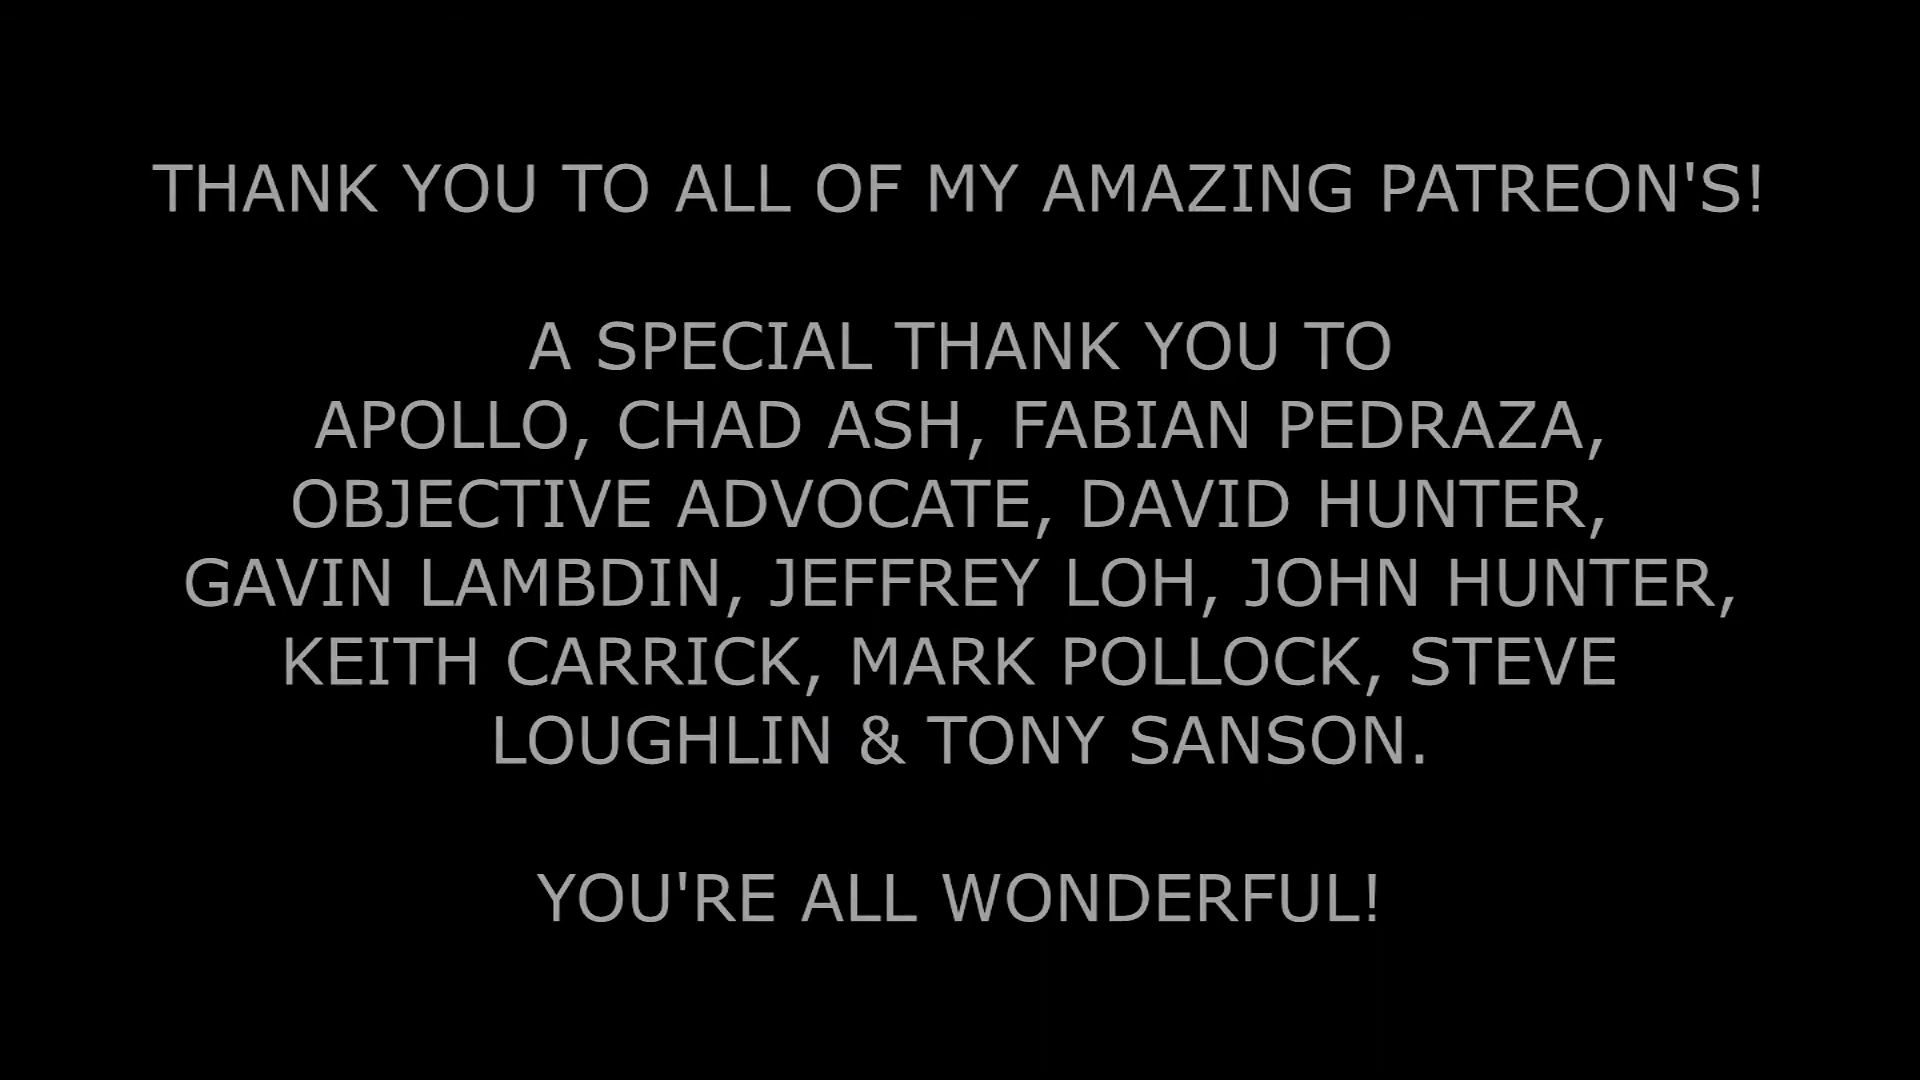 THANK YOU TO ALL OF MY AMAZING PATREON'S!
A SPECIAL THANK YOU TO
APOLLO, CHAD ASH, FABIAN PEDRAZA,
OBJECTIVE ADVOCATE, DAVID HUNTER,
GAVIN LAMBDIN, JEFFREY LOH, JOHN HUNTER,
KEITH CARRICK, MARK POLLOCK, STEVE
LOUGHLIN & TONY SANSON.
YOU'RE ALL WONDERFUL!